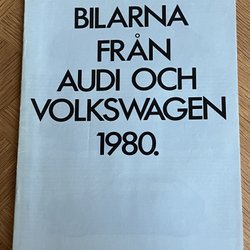 BILARNA
FRÅN
AUDI OCH
VOLKSWAGEN
1980.